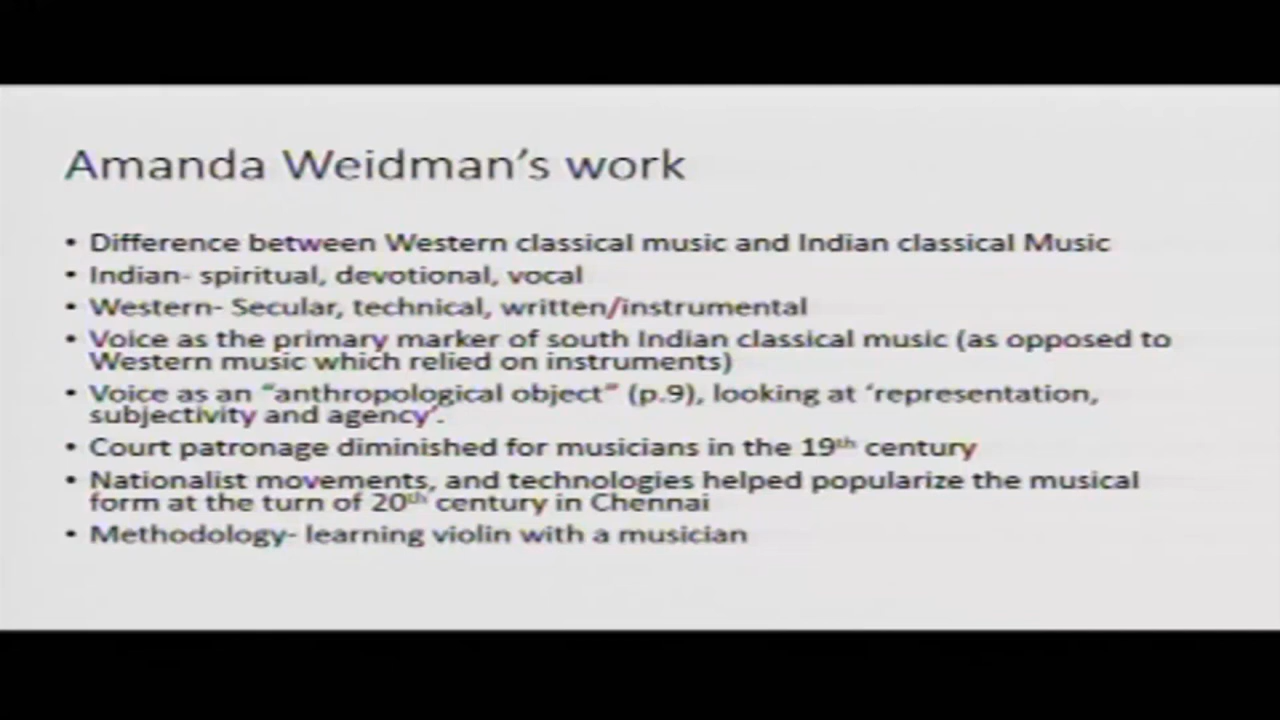 Amanda Weidman’s work
• Difference between Western classical music and Indian classical Music
• Indian- spiritual, devotional, vocal
• Western- Secular, technical, written/instrumental
• Voice as the primary marker of south Indian classical music (as opposed to
Western music which relied on instruments)
• Voice as an “anthropological object” (p.9), looking at ‘representation,
subjectivity and agency’.
• Court patronage diminished for musicians in the 19th century
• Nationalist movements, and technologies helped popularize the musical
form at the turn of 20th century in Chennai
• Methodology- learning violin with a musician